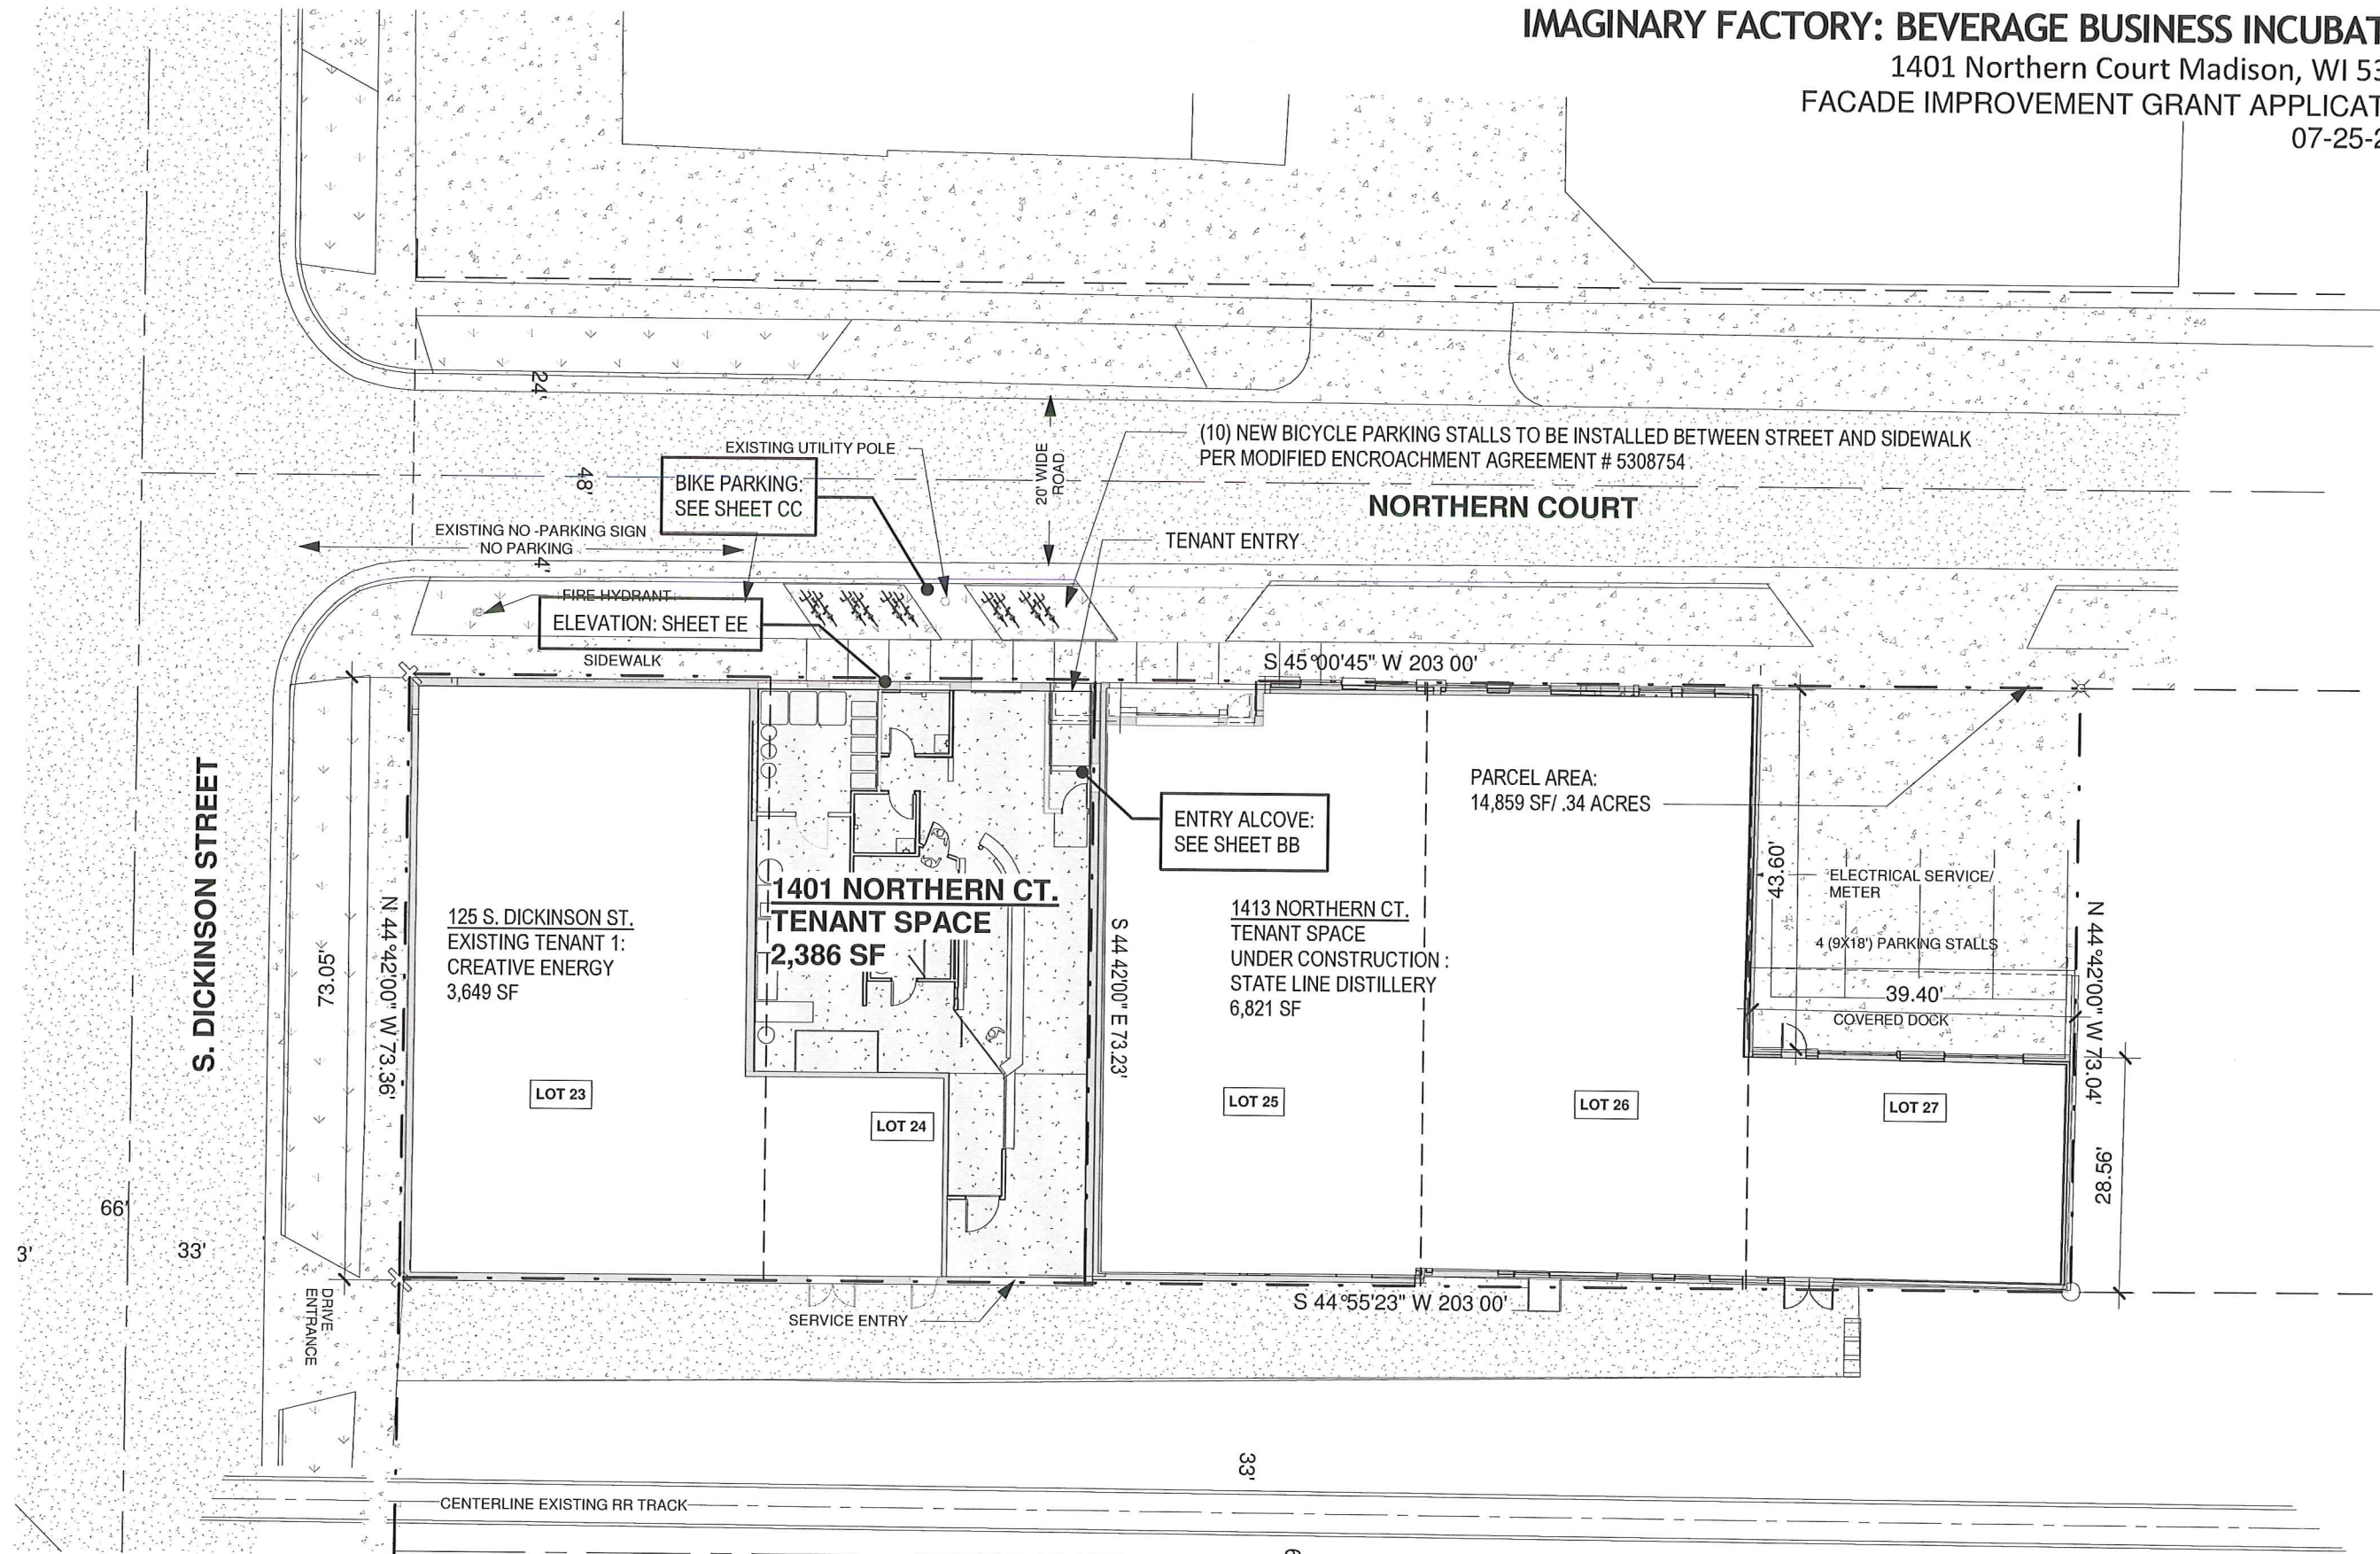 IMAGINARY FACTORY: BEVERAGE BUSINESS INCUBAT
1401 Northern Court Madison, WI 53
FACADE IMPROVEMENT GRANT APPLICAT
07-25-2
24'
EXISTING UTILITY POLE
(10) NEW BICYCLE PARKING STALLS TO BE INSTALLED BETWEEN STREET AND SIDEWALK
PER MODIFIED ENCROACHMENT AGREEMENT # 5308754
48'
BIKE PARKING:
SEE SHEET CC
20' WIDE
ROAD
NORTHERN COURT
EXISTING NO -PARKING SIGN
NO PARKING
4'
TENANT ENTRY
FIRE HYDRANT
ELEVATION: SHEET EE
SIDEWALK
S 45°00'45" W 203 00'
S. DICKINSON STREET
73.05'
N 44°42'00" W 73.36'
125 S. DICKINSON ST.
EXISTING TENANT 1:
CREATIVE ENERGY
3,649 SF
1401 NORTHERN CT.
TENANT SPACE
2,386 SF
ENTRY ALCOVE:
SEE SHEET BB
S 44 42'00" E 73.23'
PARCEL AREA:
14,859 SF/ .34 ACRES
1413 NORTHERN CT.
TENANT SPACE
UNDER CONSTRUCTION :
STATE LINE DISTILLERY
6,821 SF
43.60'
ELECTRICAL SERVICE/
METER
4 (9X18') PARKING STALLS
39.40'
COVERED DOCK
N 44°42'00" W 73.04'
28.56'
LOT 23
LOT 24
LOT 25
LOT 26
LOT 27
66'
3'
33'
DRIVE
ENTRANCE
SERVICE ENTRY
S 44°55'23" W 203 00'
33'
CENTERLINE EXISTING RR TRACK